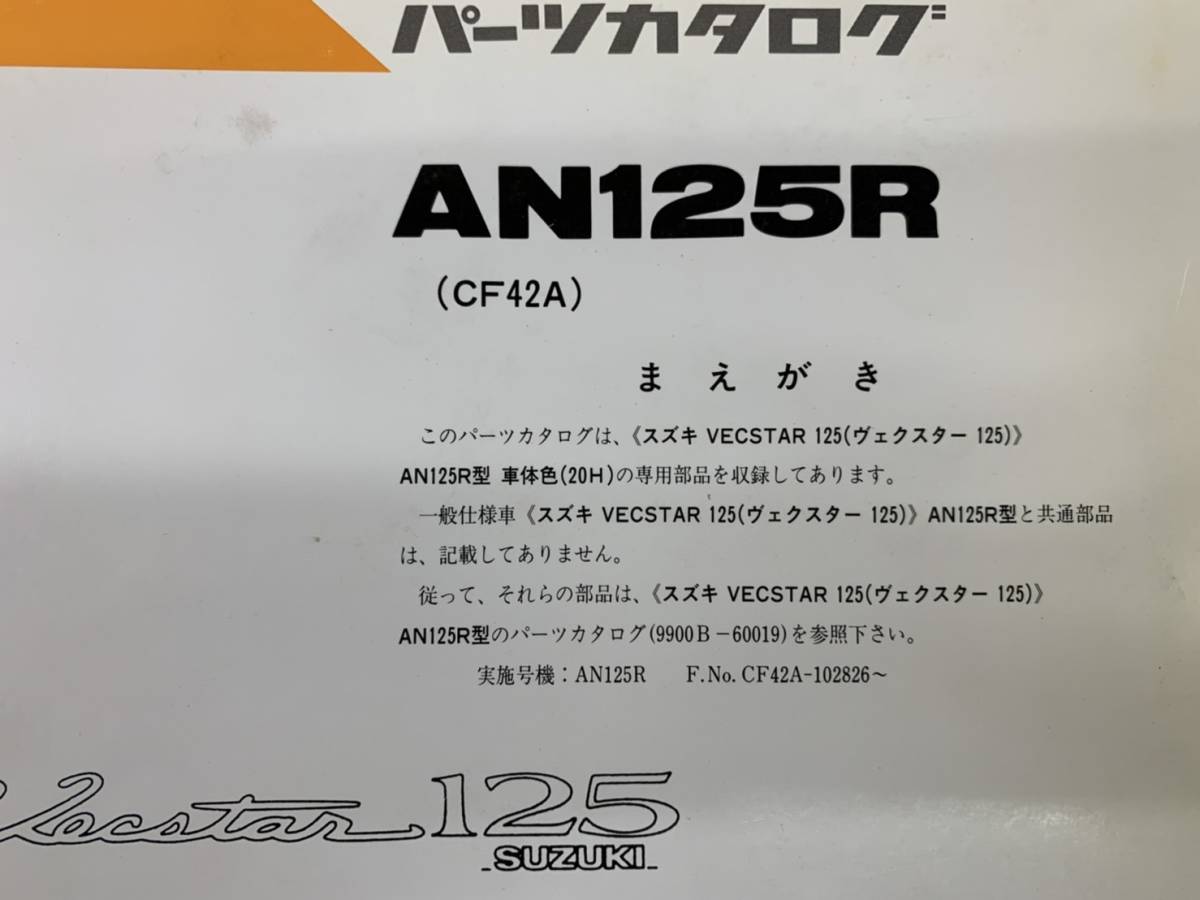 パーツカタログ
AN125R
(CF42A)
まえがき
このパーツカタログは、《スズキ VECSTAR 125(ヴェクスター 125)》
AN125R型 車体色(20H)の専用部品を収録してあります。
一般仕様車《スズキ VECSTAR 125(ヴェクスター 125)》AN125R型と共通部品
は、記載してありません。
従って、それらの部品は、《スズキ VECSTAR 125(ヴェクスター 125)》
AN125R型のパーツカタログ(9900B-60019)を参照下さい。
実施号機：AN125R F.No. CF42A-102826~
Vecstar 125
SUZUKI